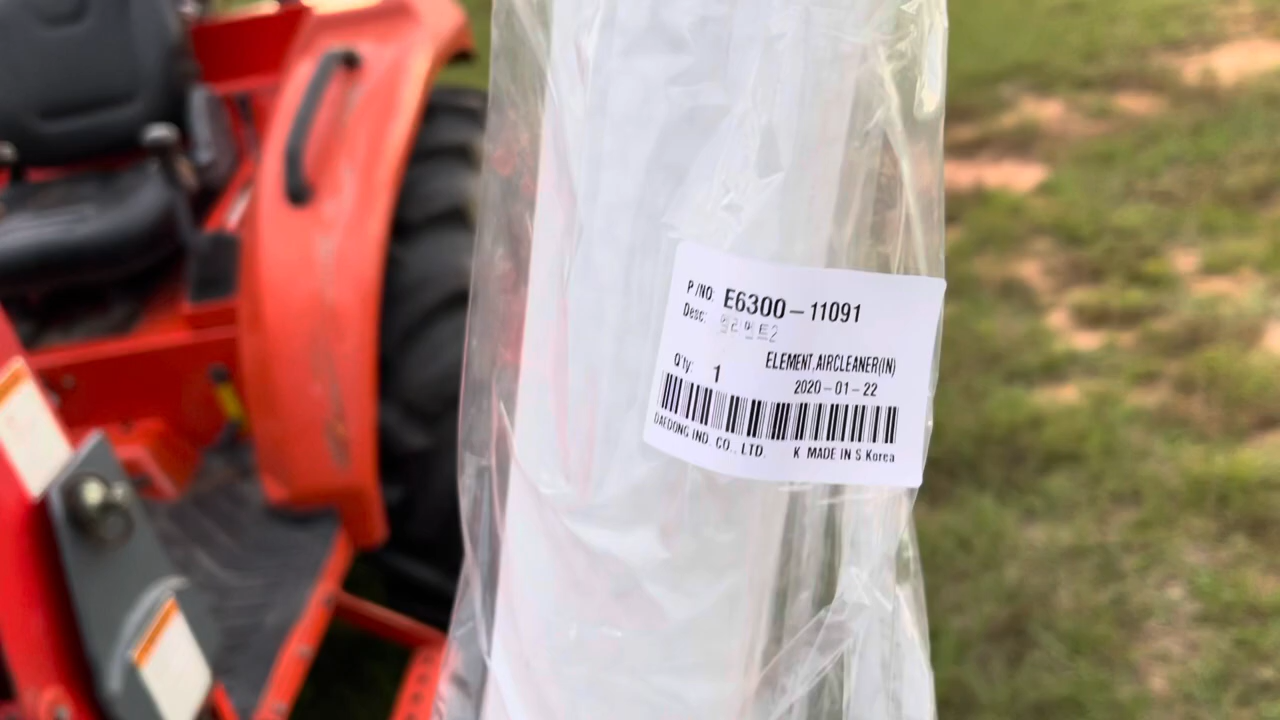 P/NO: E6300-11091
Desc:
ELEMENT,AIRCLEANER(IN)
Q'ty: 1
2020-01-22
DAEDONG IND. CO., LTD. K MADE IN S.Korea